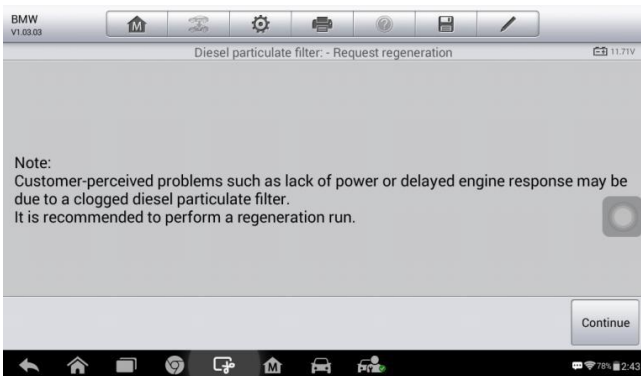 BMW
V1.03.03
M
?
Diesel particulate filter: - Request regeneration
11.71V
Note:
Customer-perceived problems such as lack of power or delayed engine response may be
due to a clogged diesel particulate filter.
It is recommended to perform a regeneration run.
Continue
M
78% 2:43